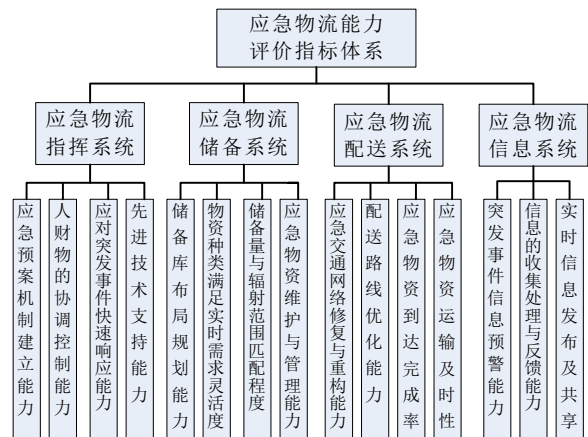 应急物流能力
评价指标体系
应急物流
指挥系统
应急物流
储备系统
应急物流
配送系统
应急物流
信息系统
应急预案机制建立能力
人财物的协调控制能力
应对突发事件快速响应能力
先进技术支持能力
储备库布局规划能力
物资种类满足实时需求灵活度
储备量与辐射范围匹配程度
应急物资维护与管理能力
应急交通网络修复与重构能力
配送路线优化能力
应急物资到达完成率
应急物资运输及时性
突发事件信息预警能力
信息的收集处理与反馈能力
实时信息发布及共享